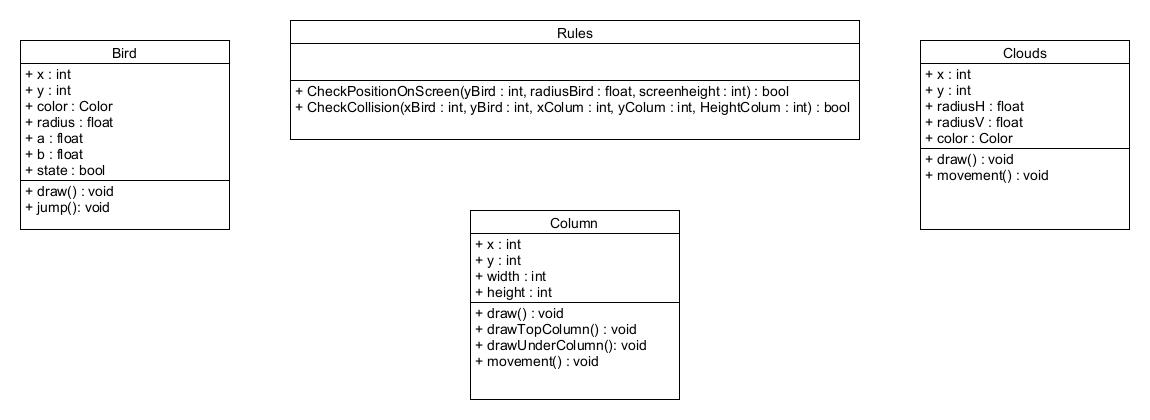 Bird
+ x : int
+ y : int
+ color : Color
+ radius : float
+ a : float
+ b : float
+ state : bool
+ draw() : void
+ jump(): void
Rules
+ CheckPositionOnScreen(yBird : int, radiusBird : float, screenheight : int) : bool
+ CheckCollision(xBird : int, yBird : int, xColum : int, yColum : int, HeightColum : int) : bool
Clouds
+ x : int
+ y : int
+ radiusH : float
+ radiusV : float
+ color : Color
+ draw() : void
+ movement() : void
Column
+ x : int
+ y : int
+ width : int
+ height : int
+ draw() : void
+ drawTopColumn() : void
+ drawUnderColumn(): void
+ movement() : void